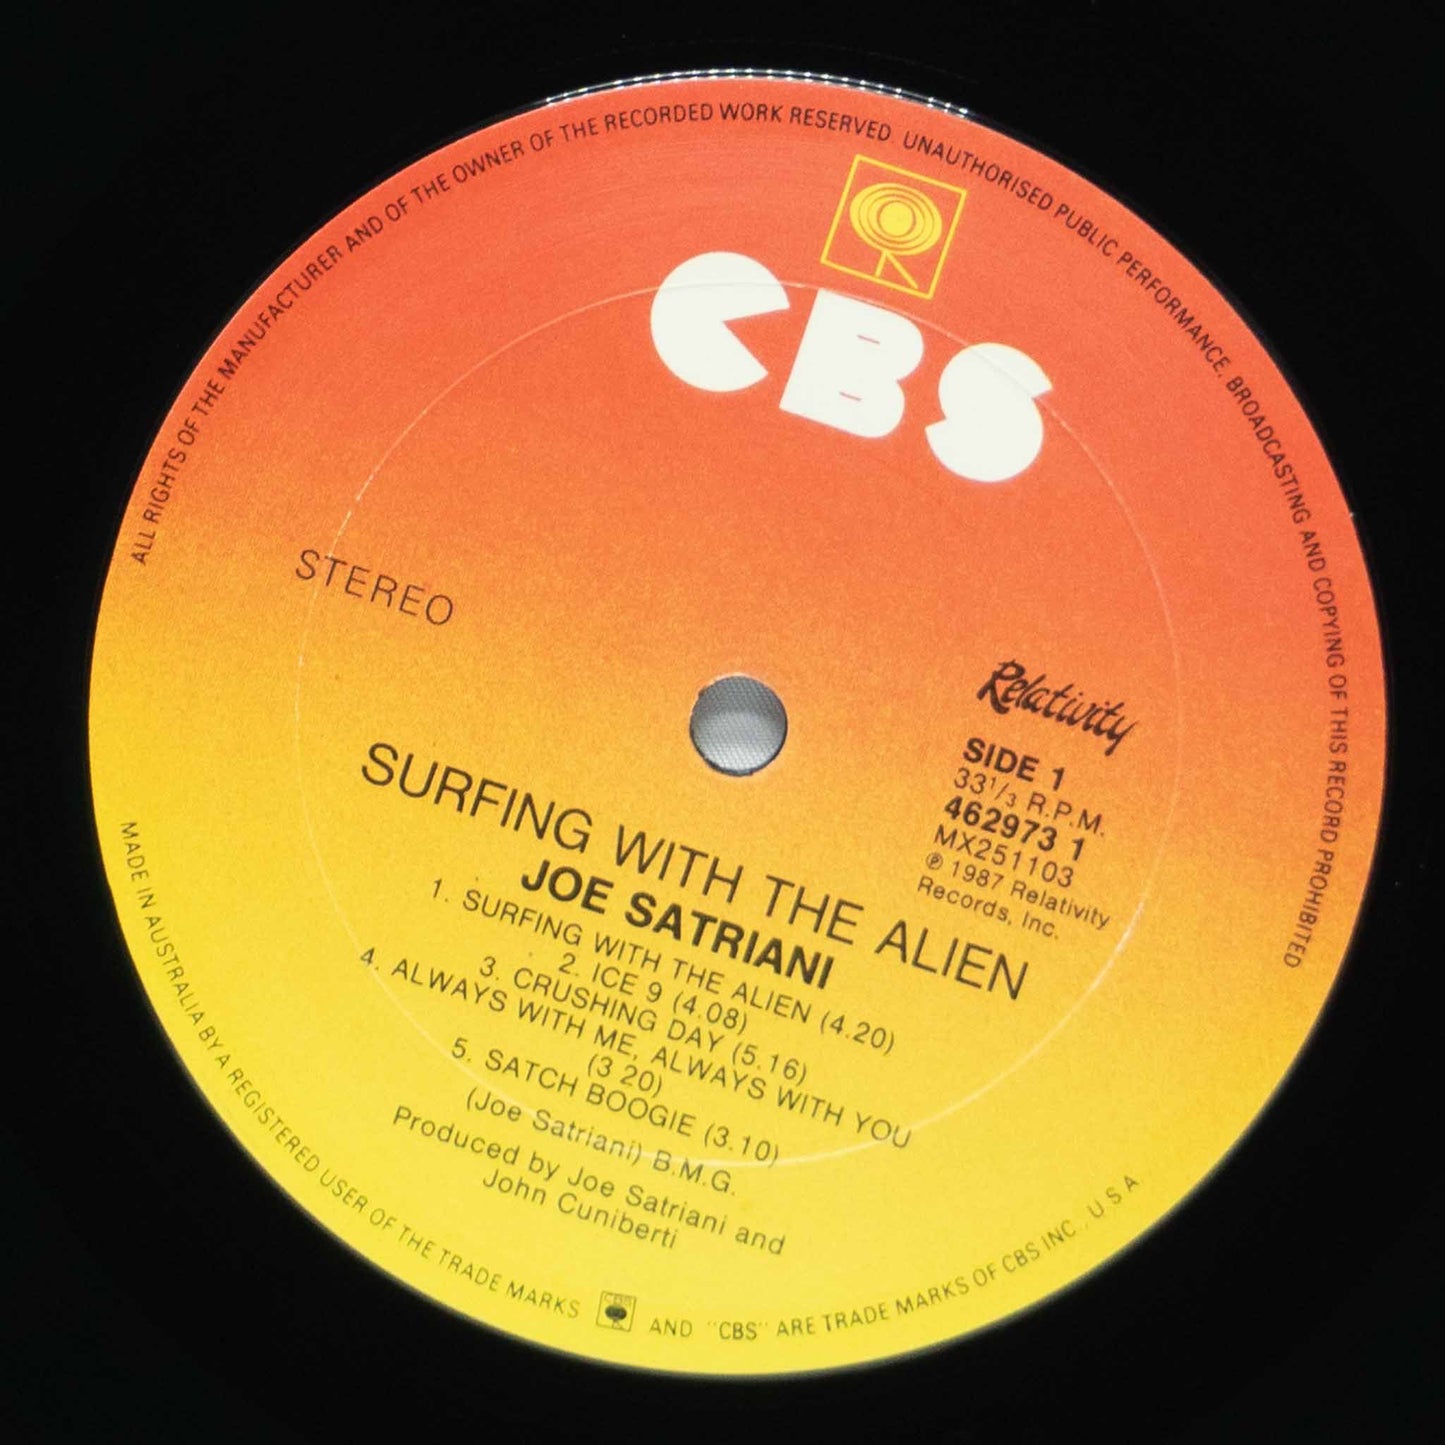 ALL RIGHTS OF THE MANUFACTURER AND OF THE OWNER OF THE RECORDED WORK RESERVED. UNAUTHORISED PUBLIC PERFORMANCE, BROADCASTING AND COPYING OF THIS RECORD PROHIBITED
CBS
STEREO
Relativity
SIDE 1
33⅓ R.P.M.
462973 1
MX251103
℗ 1987 Relativity
Records, Inc.
SURFING WITH THE ALIEN
JOE SATRIANI
1. SURFING WITH THE ALIEN (4.20)
2. ICE 9 (4.08)
3. CRUSHING DAY (5.16)
4. ALWAYS WITH ME, ALWAYS WITH YOU
(3 20)
5. SATCH BOOGIE (3.10)
(Joe Satriani) B.M.G.
Produced by Joe Satriani and
John Cuniberti
MADE IN AUSTRALIA BY A REGISTERED USER OF THE TRADE MARKS CBS AND "CBS" ARE TRADE MARKS OF CBS INC., U S A